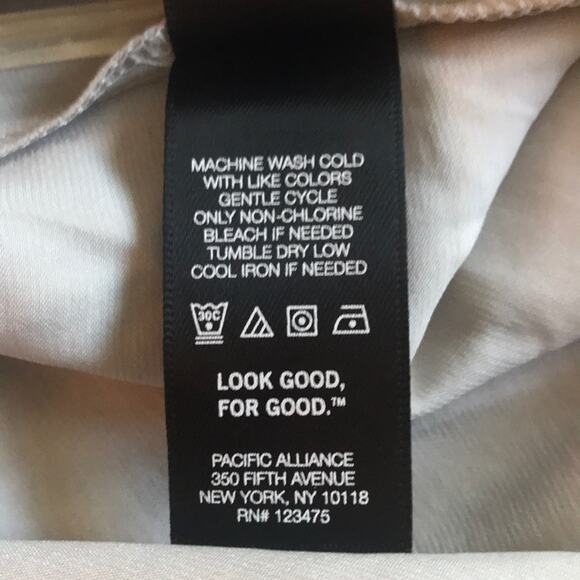 MACHINE WASH COLD
WITH LIKE COLORS
GENTLE CYCLE
ONLY NON-CHLORINE
BLEACH IF NEEDED
TUMBLE DRY LOW
COOL IRON IF NEEDED
30C
LOOK GOOD,
FOR GOOD.™
PACIFIC ALLIANCE
350 FIFTH AVENUE
NEW YORK, NY 10118
RN# 123475